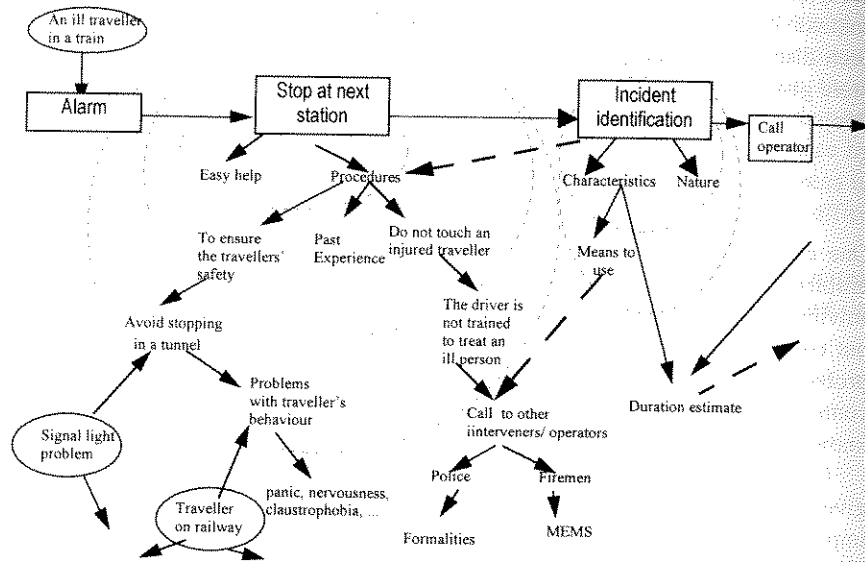 An ill traveller
in a train
Alarm
Stop at next
station
Incident
identification
Call
operator
Easy help
Procedures
Characteristics
Nature
To ensure
the travellers'
safety
Past
Experience
Do not touch an
injured traveller
Means to
use
Avoid stopping
in a tunnel
The driver is
not trained
to treat an
ill person
Problems
with traveller's
behaviour
Call to other
iinterveners/ operators
Duration estimate
Signal light
problem
Police
Firemen
panic, nervousness,
claustrophobia, ...
Traveller
on railway
Formalities
MEMS